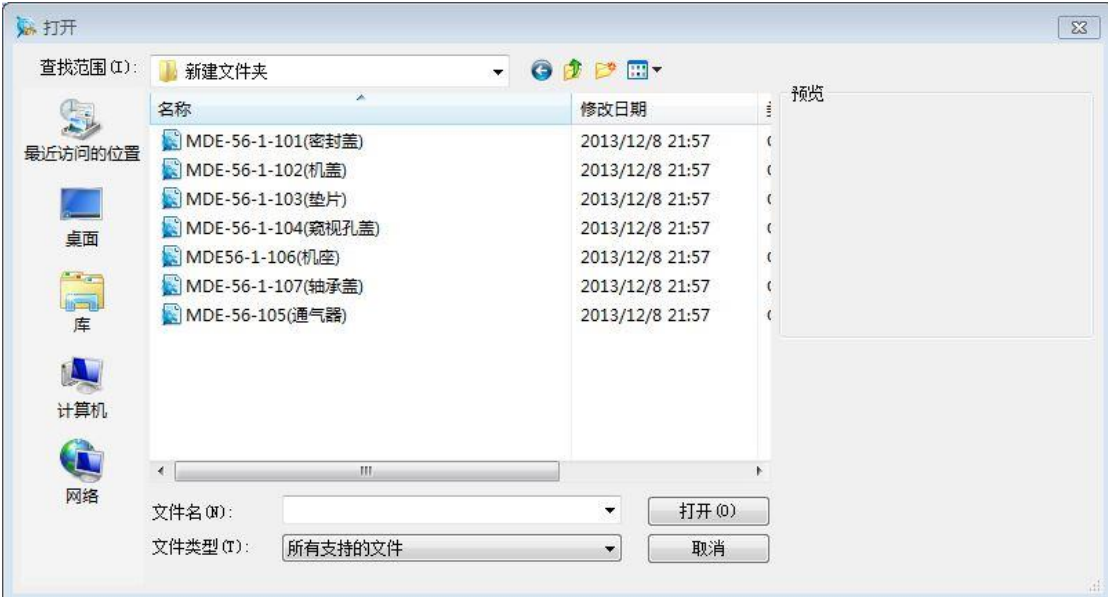 打开
查找范围(I):
新建文件夹
预览
名称
修改日期
MDE-56-1-101(密封盖)
2013/12/8 21:57
MDE-56-1-102(机盖)
2013/12/8 21:57
MDE-56-1-103(垫片)
2013/12/8 21:57
MDE-56-1-104(窥视孔盖)
2013/12/8 21:57
MDE56-1-106(机座)
2013/12/8 21:57
MDE-56-1-107(轴承盖)
2013/12/8 21:57
MDE-56-105(通气器)
2013/12/8 21:57
最近访问的位置
桌面
库
计算机
网络
文件名(N):
打开(O)
文件类型(T):
所有支持的文件
取消